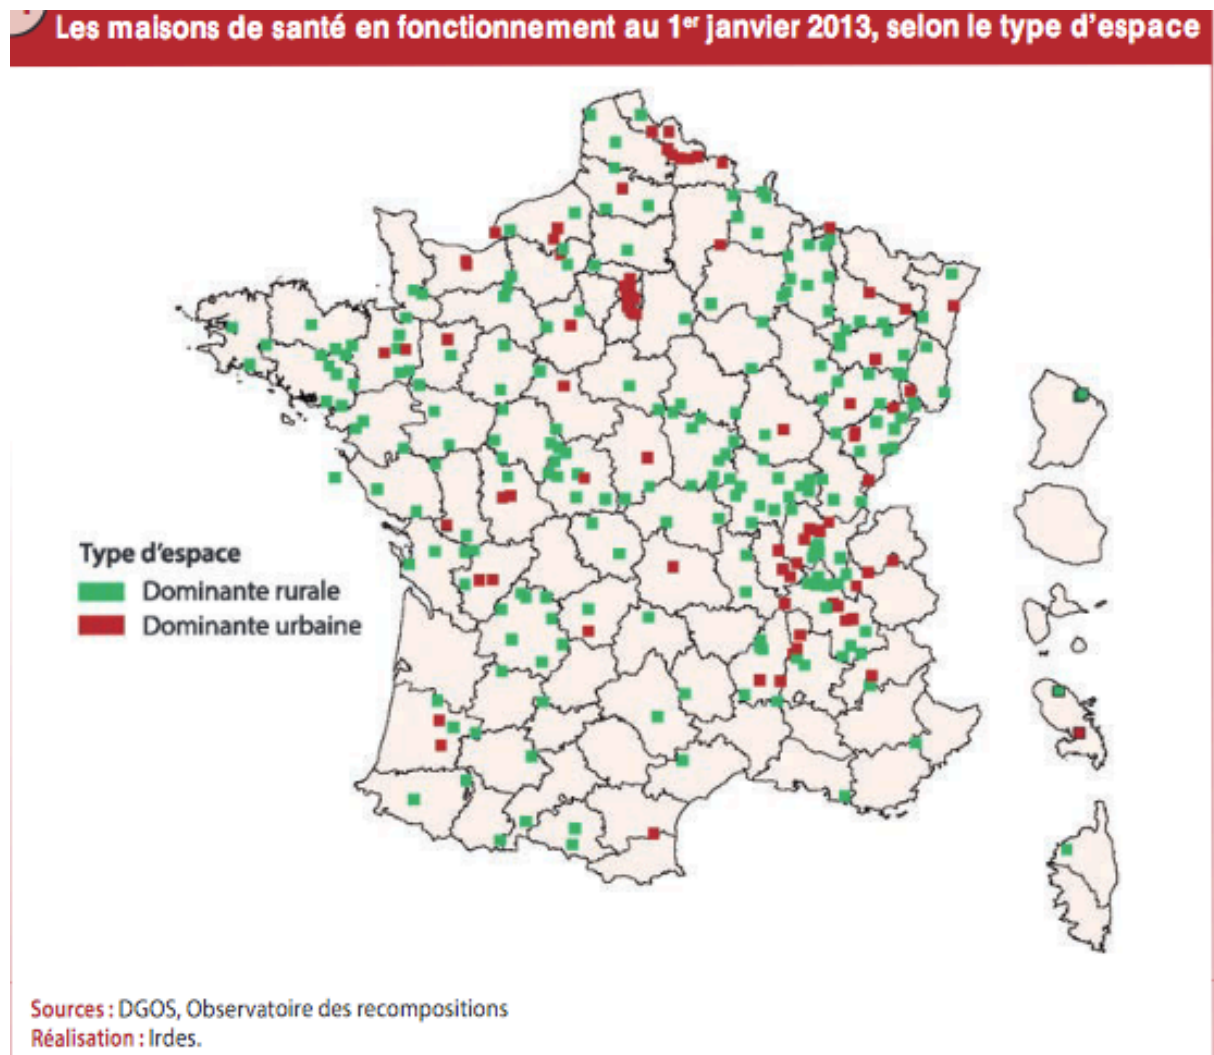 Les maisons de santé en fonctionnement au 1er janvier 2013, selon le type d'espace
Type d'espace
Dominante rurale
Dominante urbaine
Sources : DGOS, Observatoire des recompositions
Réalisation : Irdes.